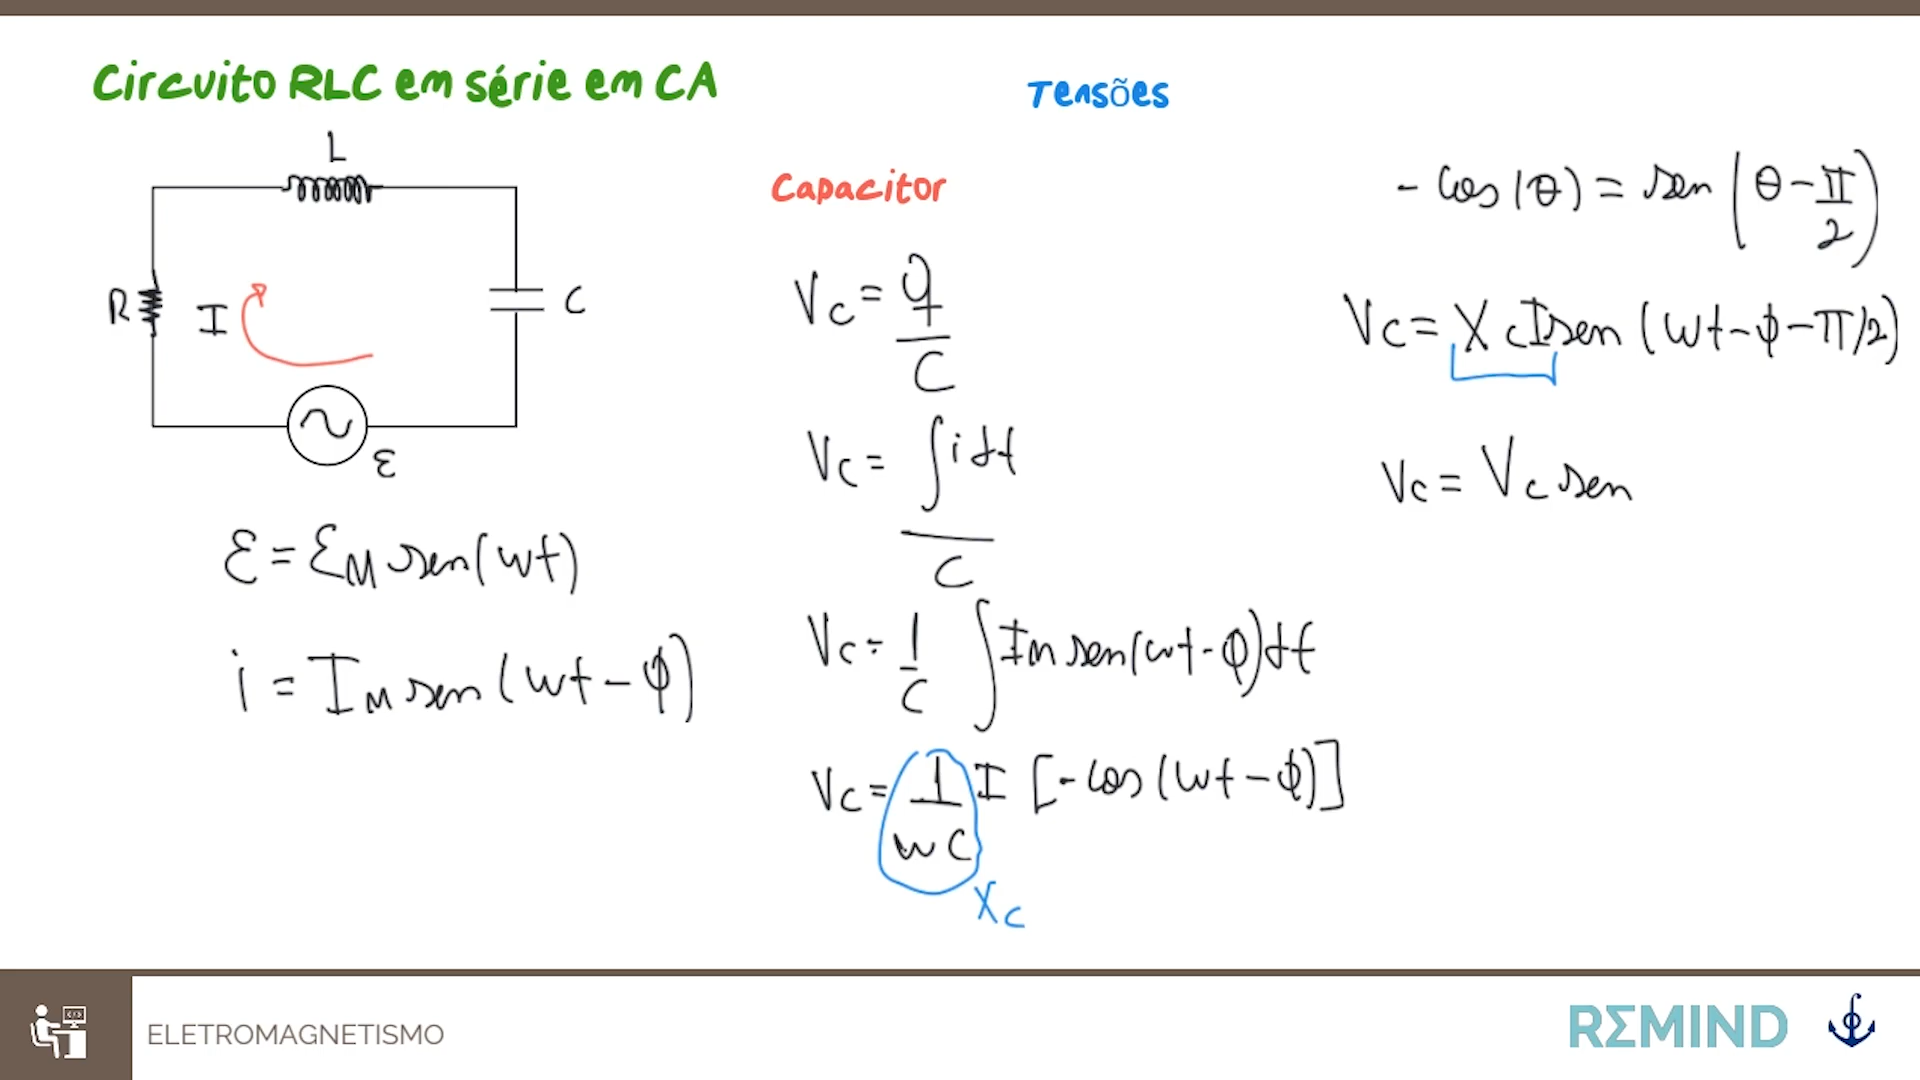 Circuito RLC em série em CA
Tensões
L
R
I
C
ε
ε = εM sen(wt)
i = IM sen(wt - ϕ)
Capacitor
Vc = q/C
Vc = ∫i dt / C
Vc = 1/C ∫Im sen(wt - ϕ)dt
Vc = 1/wC I [-cos(wt - ϕ)]
Xc
- cos(θ) = sen(θ - π/2)
Vc = XcI sen(wt - ϕ - π/2)
Vc = Vc sen
</>
ELETROMAGNETISMO
RΣMIND